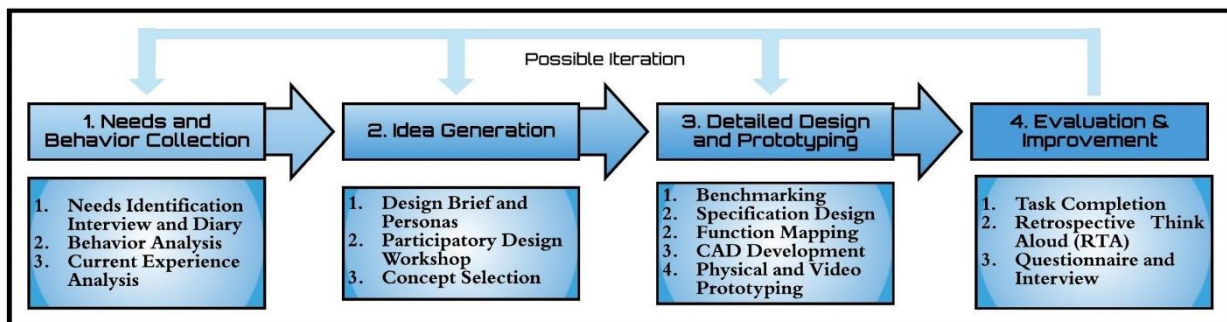 Possible Iteration
1. Needs and
Behavior Collection
2. Idea Generation
3. Detailed Design
and Prototyping
4. Evaluation &
Improvement
1. Needs Identification
Interview and Diary
2. Behavior Analysis
3. Current Experience
Analysis
1. Design Brief and
Personas
2. Participatory Design
Workshop
3. Concept Selection
1. Benchmarking
2. Specification Design
2. Function Mapping
3. CAD Development
4. Physical and Video
Prototyping
1. Task Completion
2. Retrospective Think
Aloud (RTA)
3. Questionnaire and
Interview